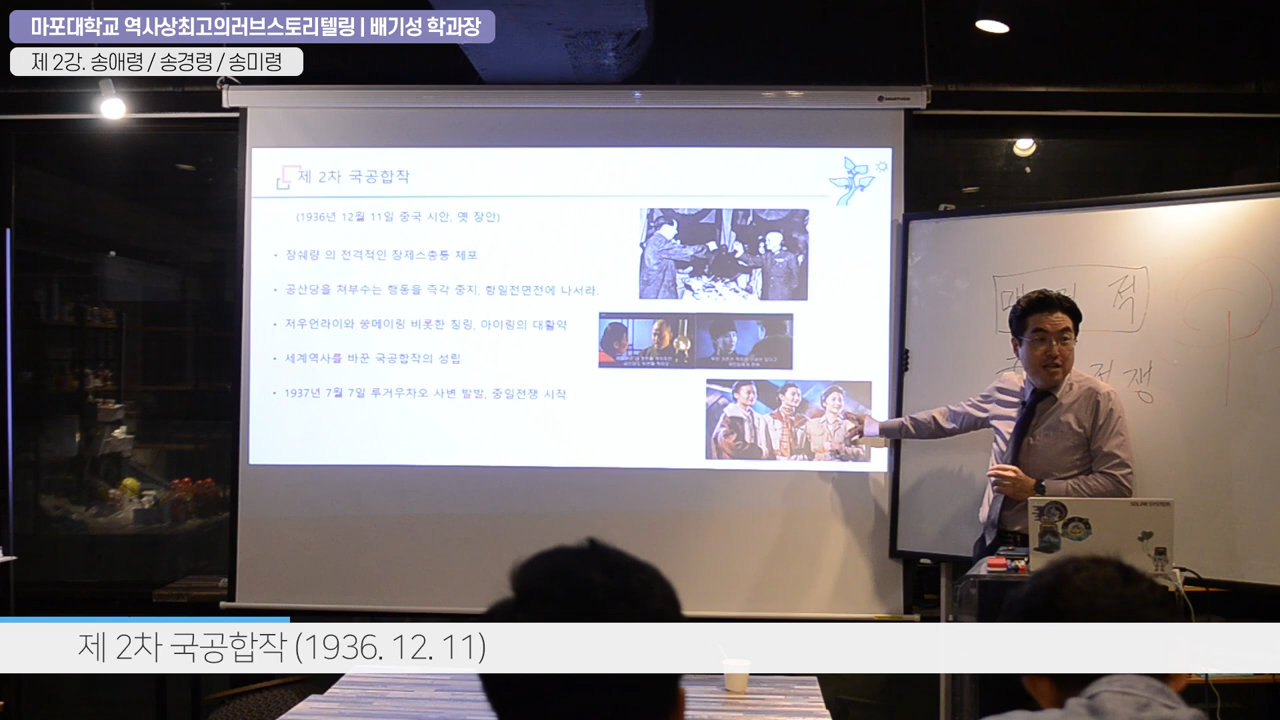 마포대학교 역사상최고의러브스토리텔링 | 배기성 학과장
제 2강. 송애령 / 송경령 / 송미령
제 2차 국공합작
(1936년 12월 11일 중국 시안, 옛 장안)
• 장쉐량 의 전격적인 장제스총통 체포
• 공산당을 쳐부수는 행동을 즉각 중지, 항일전면전에 나서라.
• 저우언라이와 쏭메이링 비롯한 칭링, 아이링의 대활약
• 세계역사를 바꾼 국공합작의 성립
• 1937년 7월 7일 루거우차오 사변 발발, 중일전쟁 시작
적
전쟁
SOLAR SYSTEM
제 2차 국공합작 (1936. 12. 11)